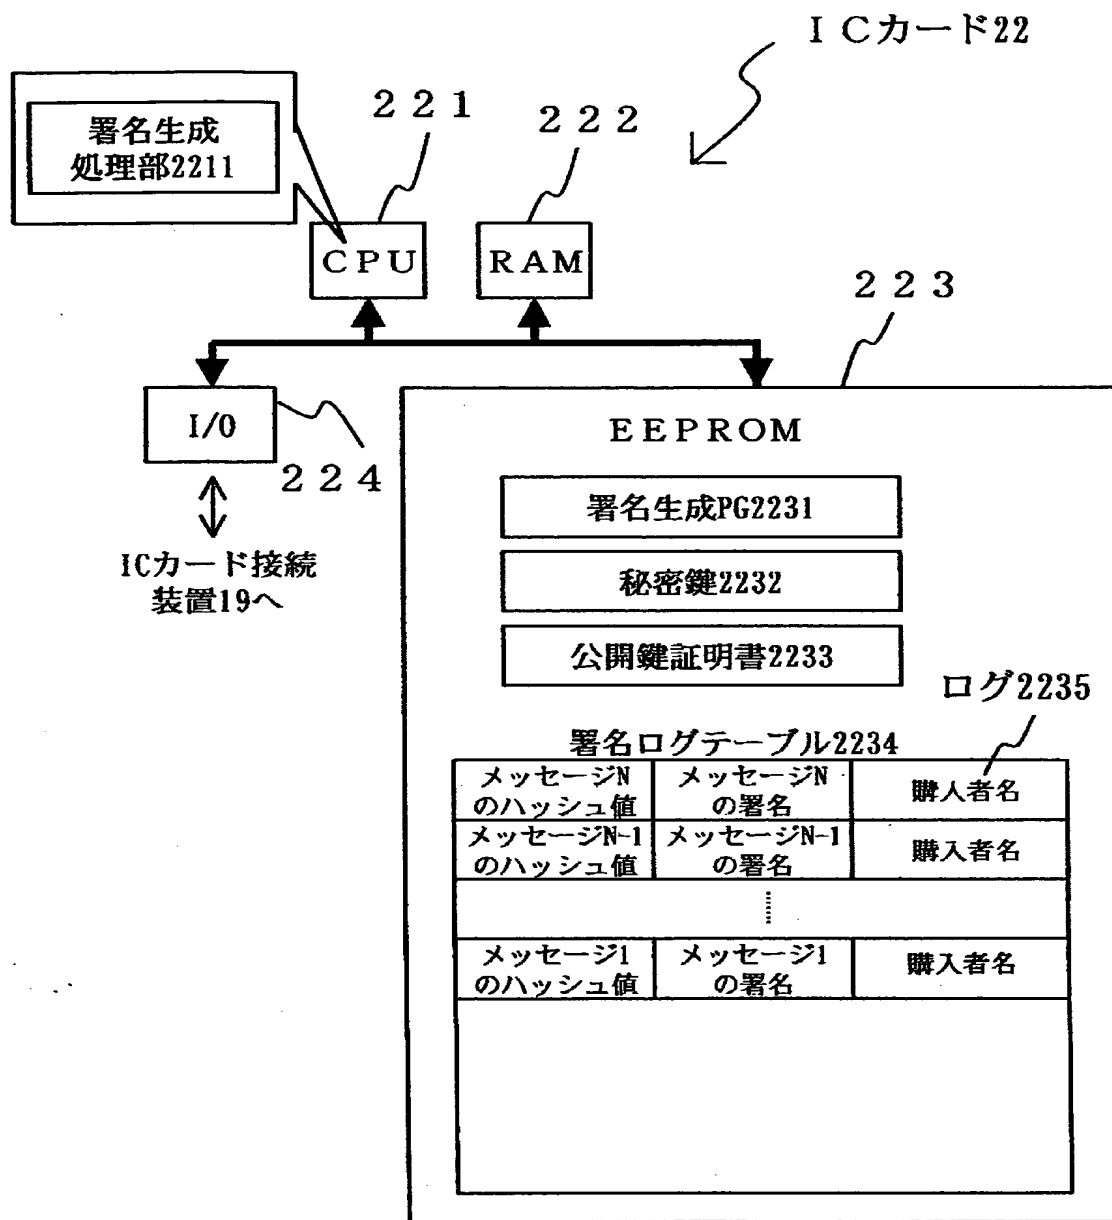 ＩＣカード22
２２１
２２２
署名生成
処理部2211
ＣＰＵ
ＲＡＭ
２２３
I/O
２２４
ＥＥＰＲＯＭ
署名生成PG2231
ICカード接続
装置19へ
秘密鍵2232
公開鍵証明書2233
ログ2235
署名ログテーブル2234
メッセージN
のハッシュ値
メッセージN
の署名
購入者名
メッセージN-1
のハッシュ値
メッセージN-1
の署名
購入者名
メッセージ1
のハッシュ値
メッセージ1
の署名
購入者名